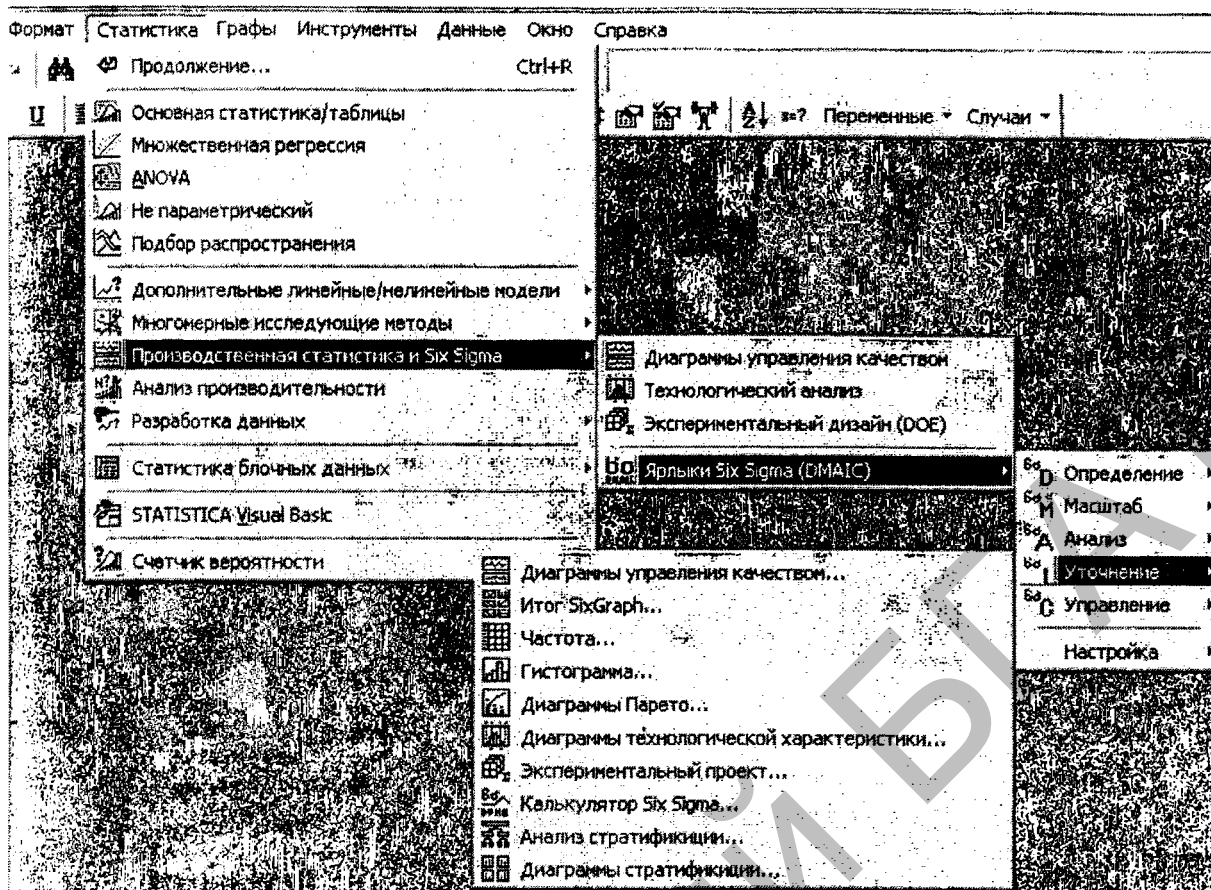 Формат Статистика Графы Инструменты Данные Окно Справка
Продолжение... Ctrl+R
U
Основная статистика/таблицы
Переменные Случаи
Множественная регрессия
ANOVA
Не параметрический
Подбор распространения
Дополнительные линейные/нелинейные модели
Многомерные исследующие методы
Производственная статистика и Six Sigma
Анализ производительности
Разработка данных
Статистика блочных данных
STATISTICA Visual Basic
Счетчик вероятности
Диаграммы управления качеством
Технологический анализ
Экспериментальный дизайн (DOE)
Ярлыки Six Sigma (DMAIC)
Определение
Масштаб
Анализ
Уточнение
Управление
Настройка
Диаграммы управления качеством...
Итог SixGraph...
Частота...
Гистограмма...
Диаграммы Парето...
Диаграммы технологической характеристики...
Экспериментальный проект...
Калькулятор Six Sigma...
Анализ стратификиции...
Диаграммы стратификиции...